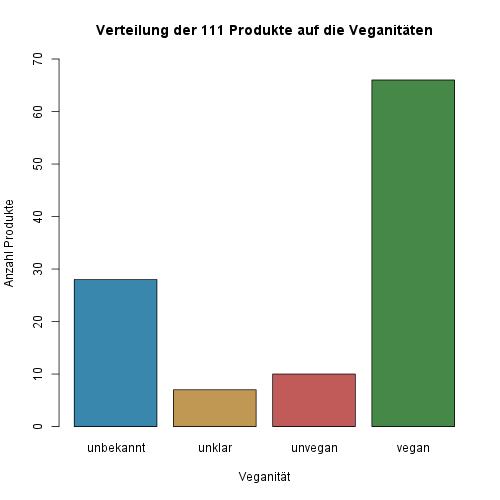 Verteilung der 111 Produkte auf die Veganitäten
Anzahl Produkte
70
60
50
40
30
20
10
0
unbekannt unklar unvegan vegan
Veganität